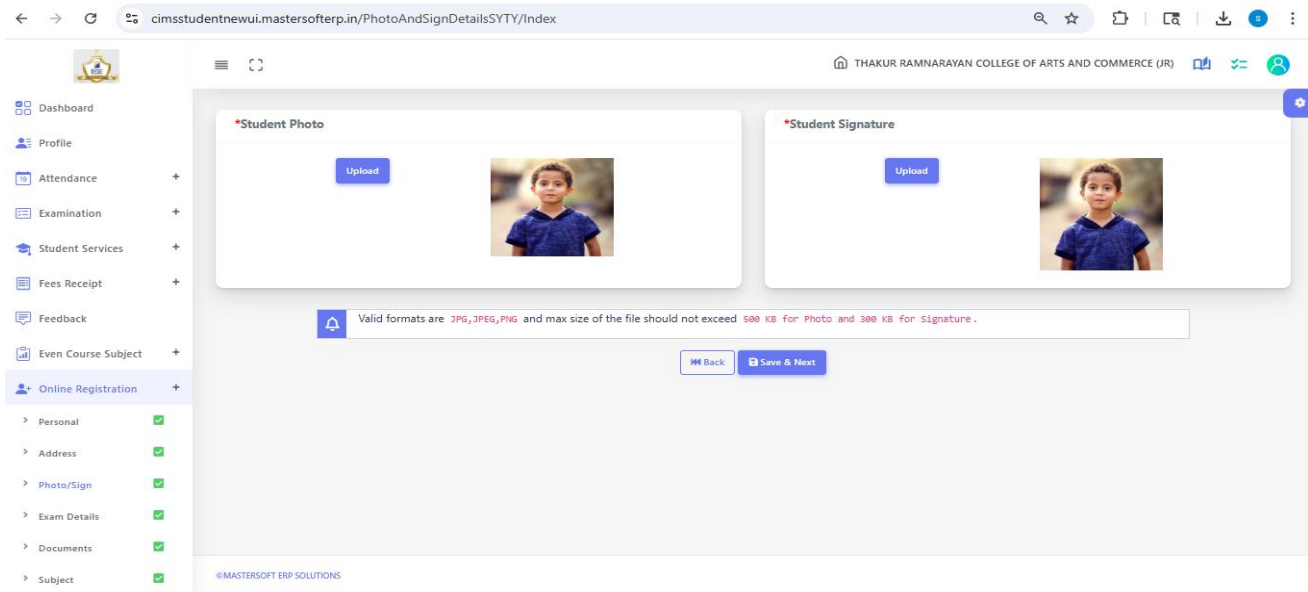 cimsstudentnewui.mastersofterp.in/PhotoAndSignDetailsSYTY/Index
S
THAKUR RAMNARAYAN COLLEGE OF ARTS AND COMMERCE (JR)
Dashboard
Profile
19 Attendance +
Examination +
Student Services +
Fees Receipt +
Feedback
Even Course Subject +
Online Registration +
> Personal
> Address
> Photo/Sign
> Exam Details
> Documents
> Subject
*Student Photo
Upload
*Student Signature
Upload
Valid formats are JPG,JPEG,PNG and max size of the file should not exceed 500 KB for Photo and 300 KB for Signature.
Back Save & Next
©MASTERSOFT ERP SOLUTIONS